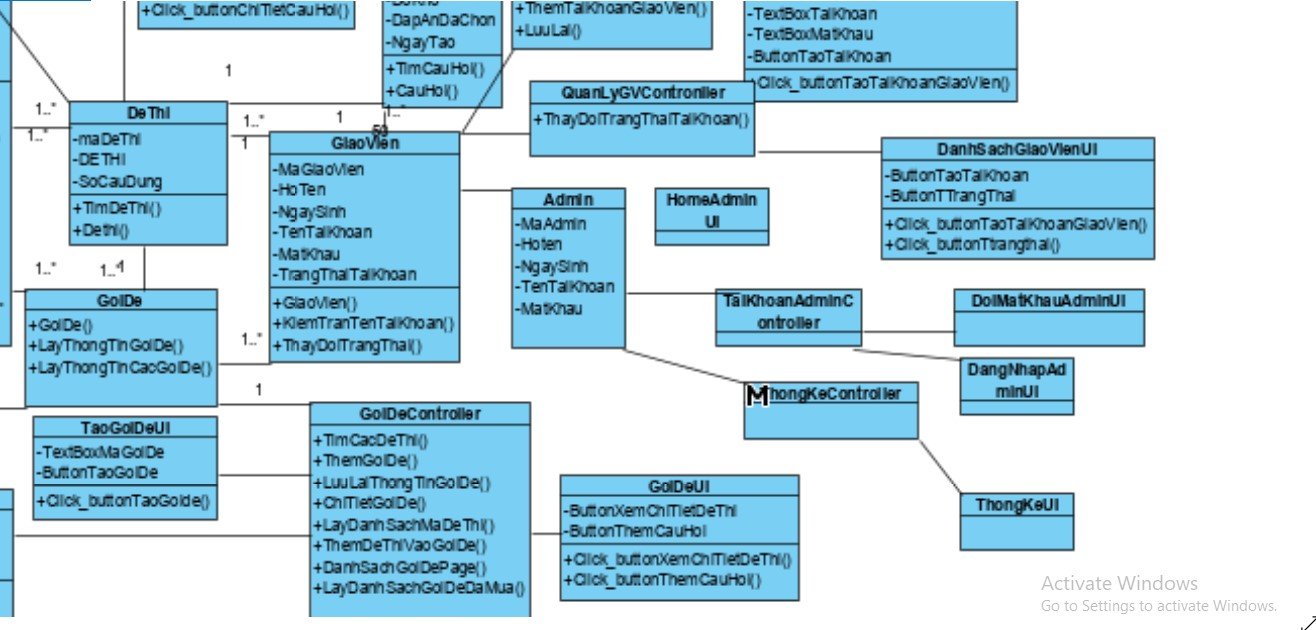 +Click_buttonChiTietCauHoi()
-DapAnDaChon
-NgayTao
+TimCauHoi()
+CauHoi()
+ThemTaiKhoanGiaoVien()
+LuuLai()
-TextBoxTaiKhoan
-TextBoxMatKhau
-ButtonTaoTaiKhoan
+Click_buttonTaoTaiKhoanGiaoVien()
1
QuanLyGVContronller
+ThayDoiTrangThaiTaiKhoan()
1..*
1..*
DeThi
-maDeThi
-DETHI
-SoCauDung
+TimDeThi()
+Dethi()
1..*
1
1
1..*
50
GiaoVien
-MaGiaoVien
-HoTen
-NgaySinh
-TenTaiKhoan
-MatKhau
-TrangThaiTaiKhoan
+GiaoVien()
+KiemTranTenTaiKhoan()
+ThayDoiTrangThai()
DanhSachGiaoVienUI
-ButtonTaoTaiKhoan
-ButtonTTrangThai
+Click_buttonTaoTaiKhoanGiaoVien()
+Click_buttonTtrangthai()
Admin
-MaAdmin
-Hoten
-NgaySinh
-TenTaiKhoan
-MatKhau
HomeAdmin
UI
1..*
1..*
GoiDe
+GoiDe()
+LayThongTinGoiDe()
+LayThongTinCacGoiDe()
1..*
1
TaiKhoanAdminC
ontroller
DoiMatKhauAdminUI
DangNhapAd
minUI
ThongKeController
ThongKeUI
TaoGoiDeUI
-TextBoxMaGoiDe
-ButtonTaoGoiDe
+Click_buttonTaoGoide()
GoiDeController
+TimCacDeThi()
+ThemGoiDe()
+LuuLaiThongTinGoiDe()
+ChiTietGoiDe()
+LayDanhSachMaDeThi()
+ThemDeThiVaoGoiDe()
+DanhSachGoiDePage()
+LayDanhSachGoiDeDaMua()
GoiDeUI
-ButtonXemChiTietDeThi
-ButtonThemCauHoi
+Click_buttonXemChiTietDeThi()
+Click_buttonThemCauHoi()
Activate Windows
Go to Settings to activate Windows.